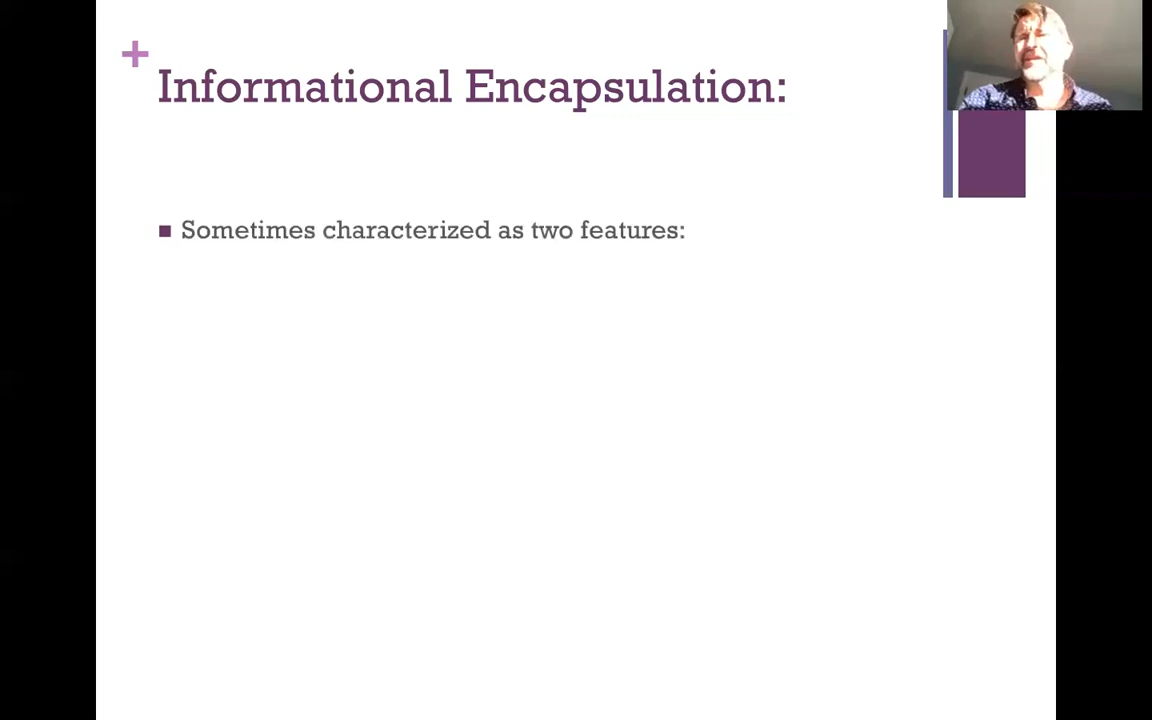 +
Informational Encapsulation:
Sometimes characterized as two features: